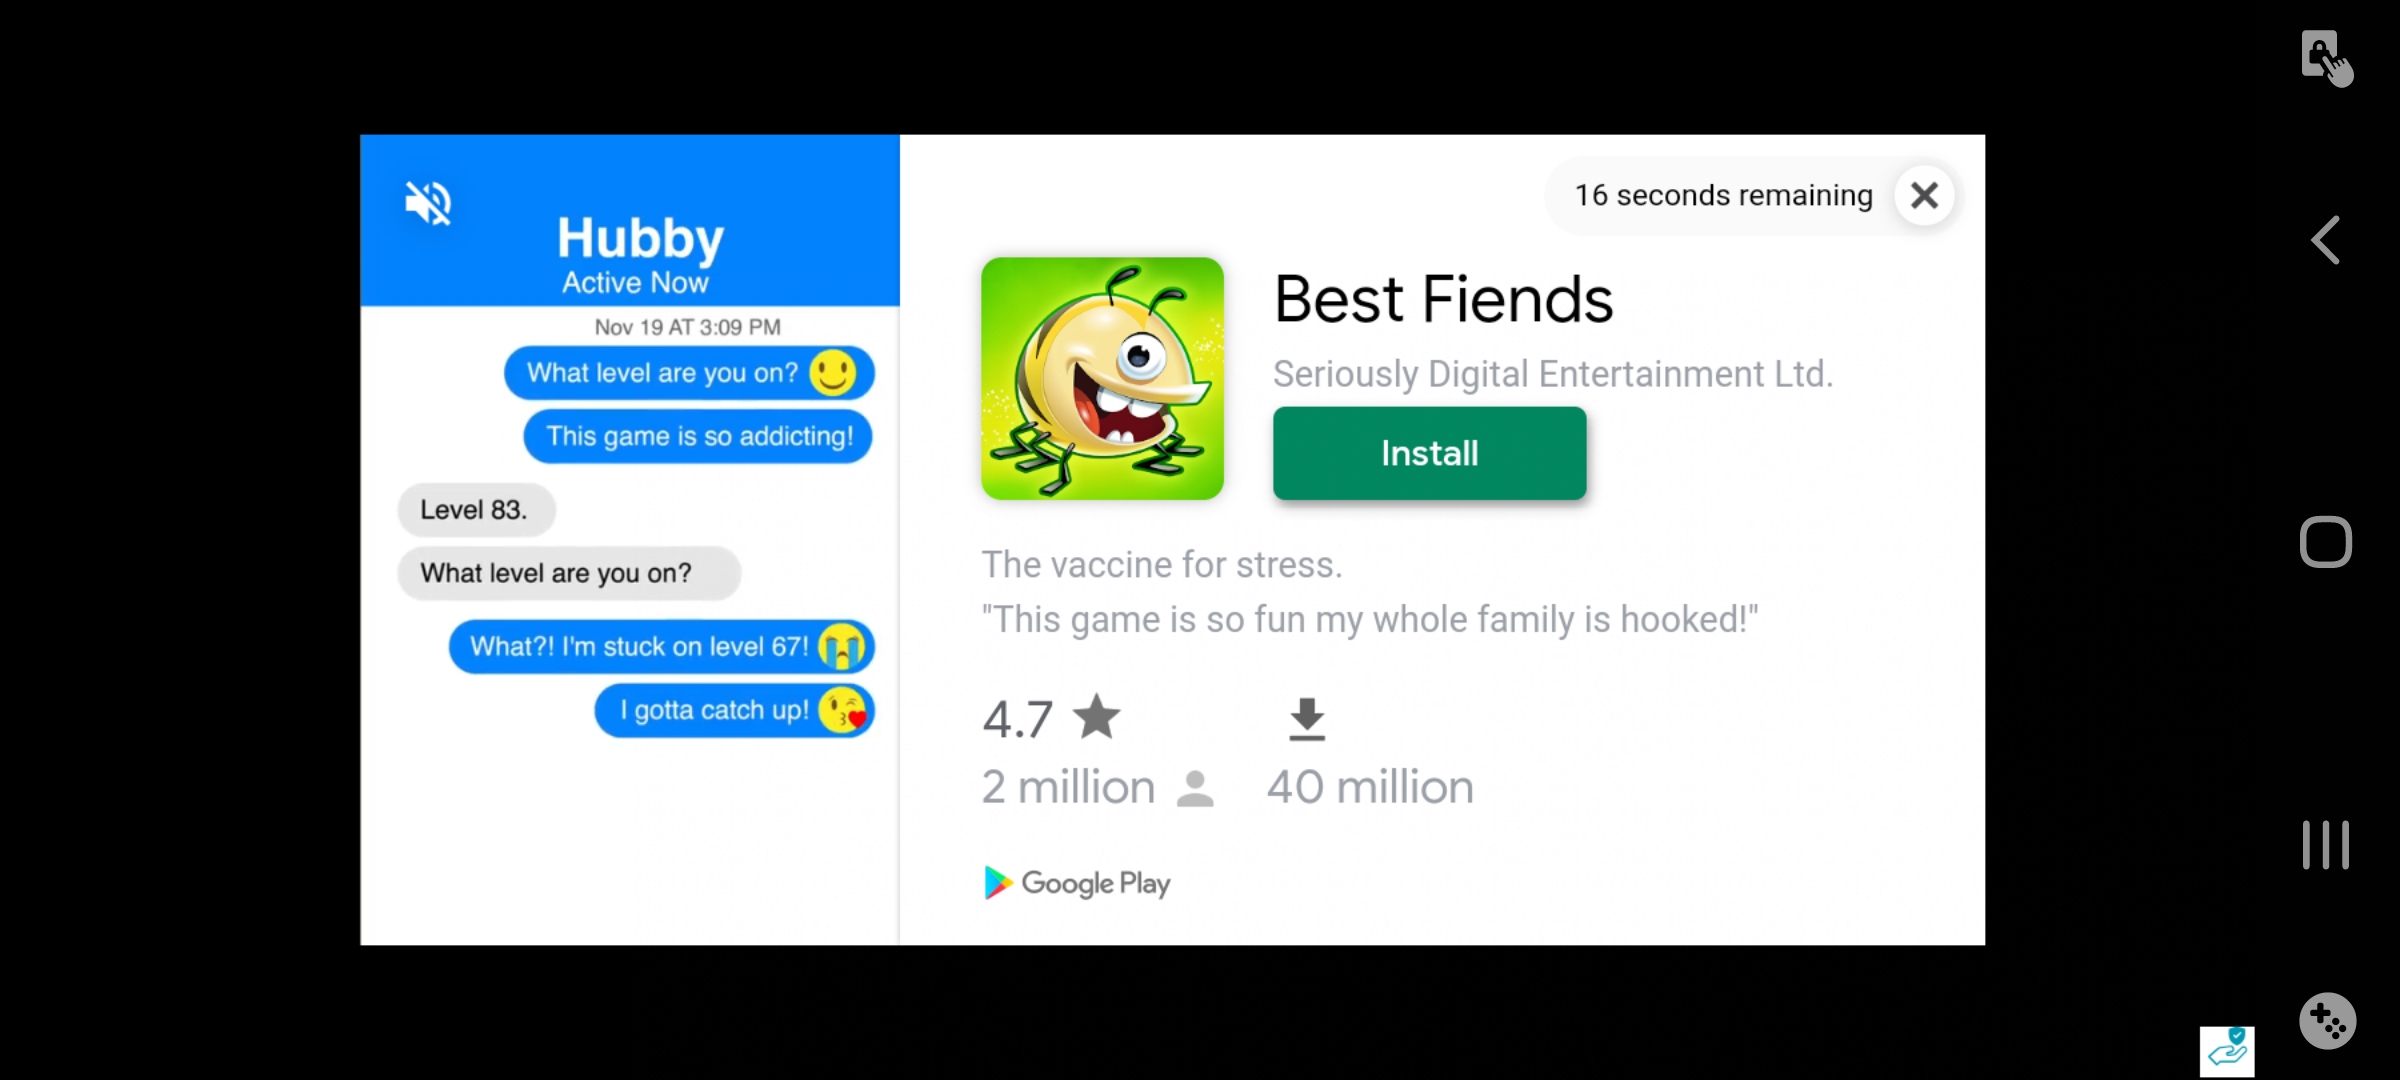 Hubby
Active Now
Nov 19 AT 3:09 PM
What level are you on?
This game is so addicting!
Level 83.
What level are you on?
What?! I'm stuck on level 67!
I gotta catch up!
16 seconds remaining
Best Fiends
Seriously Digital Entertainment Ltd.
Install
The vaccine for stress.
"This game is so fun my whole family is hooked!"
4.7
2 million
40 million
Google Play